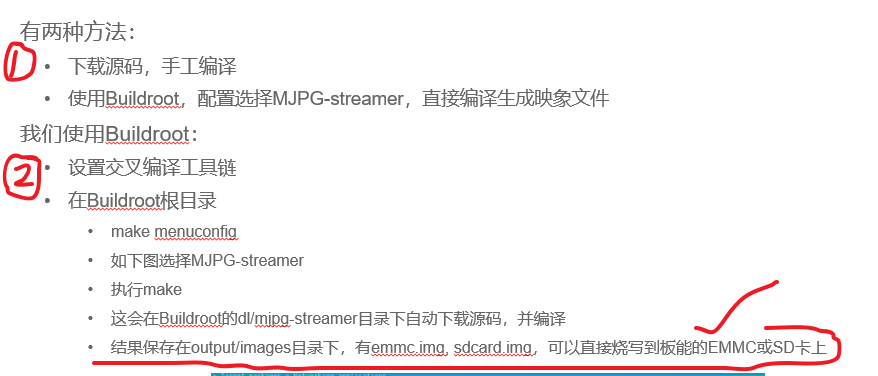 有两种方法：
① • 下载源码，手工编译
• 使用Buildroot，配置选择MJPG-streamer，直接编译生成映象文件
我们使用Buildroot：
② • 设置交叉编译工具链
• 在Buildroot根目录
• make menuconfig
• 如下图选择MJPG-streamer
• 执行make
• 这会在Buildroot的dl/mjpg-streamer目录下自动下载源码，并编译
• 结果保存在output/images目录下，有emmc.img, sdcard.img，可以直接烧写到板能的EMMC或SD卡上